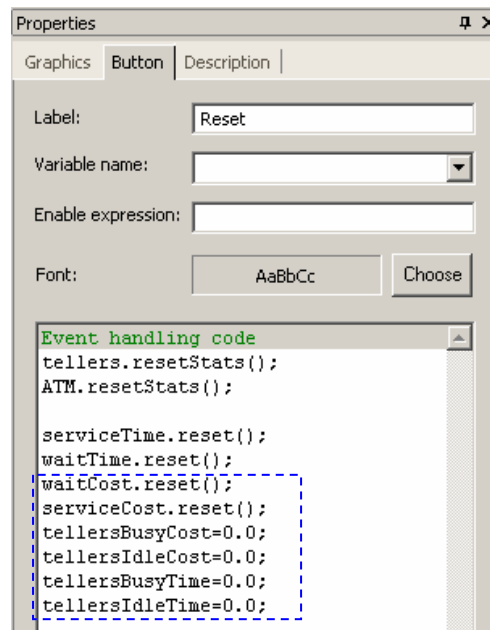 Properties
Graphics Button Description
Label: Reset
Variable name:
Enable expression:
Font: AaBbCc Choose
Event handling code
tellers.resetStats();
ATM.resetStats();
serviceTime.reset();
waitTime.reset();
waitCost.reset();
serviceCost.reset();
tellersBusyCost=0.0;
tellersIdleCost=0.0;
tellersBusyTime=0.0;
tellersIdleTime=0.0;